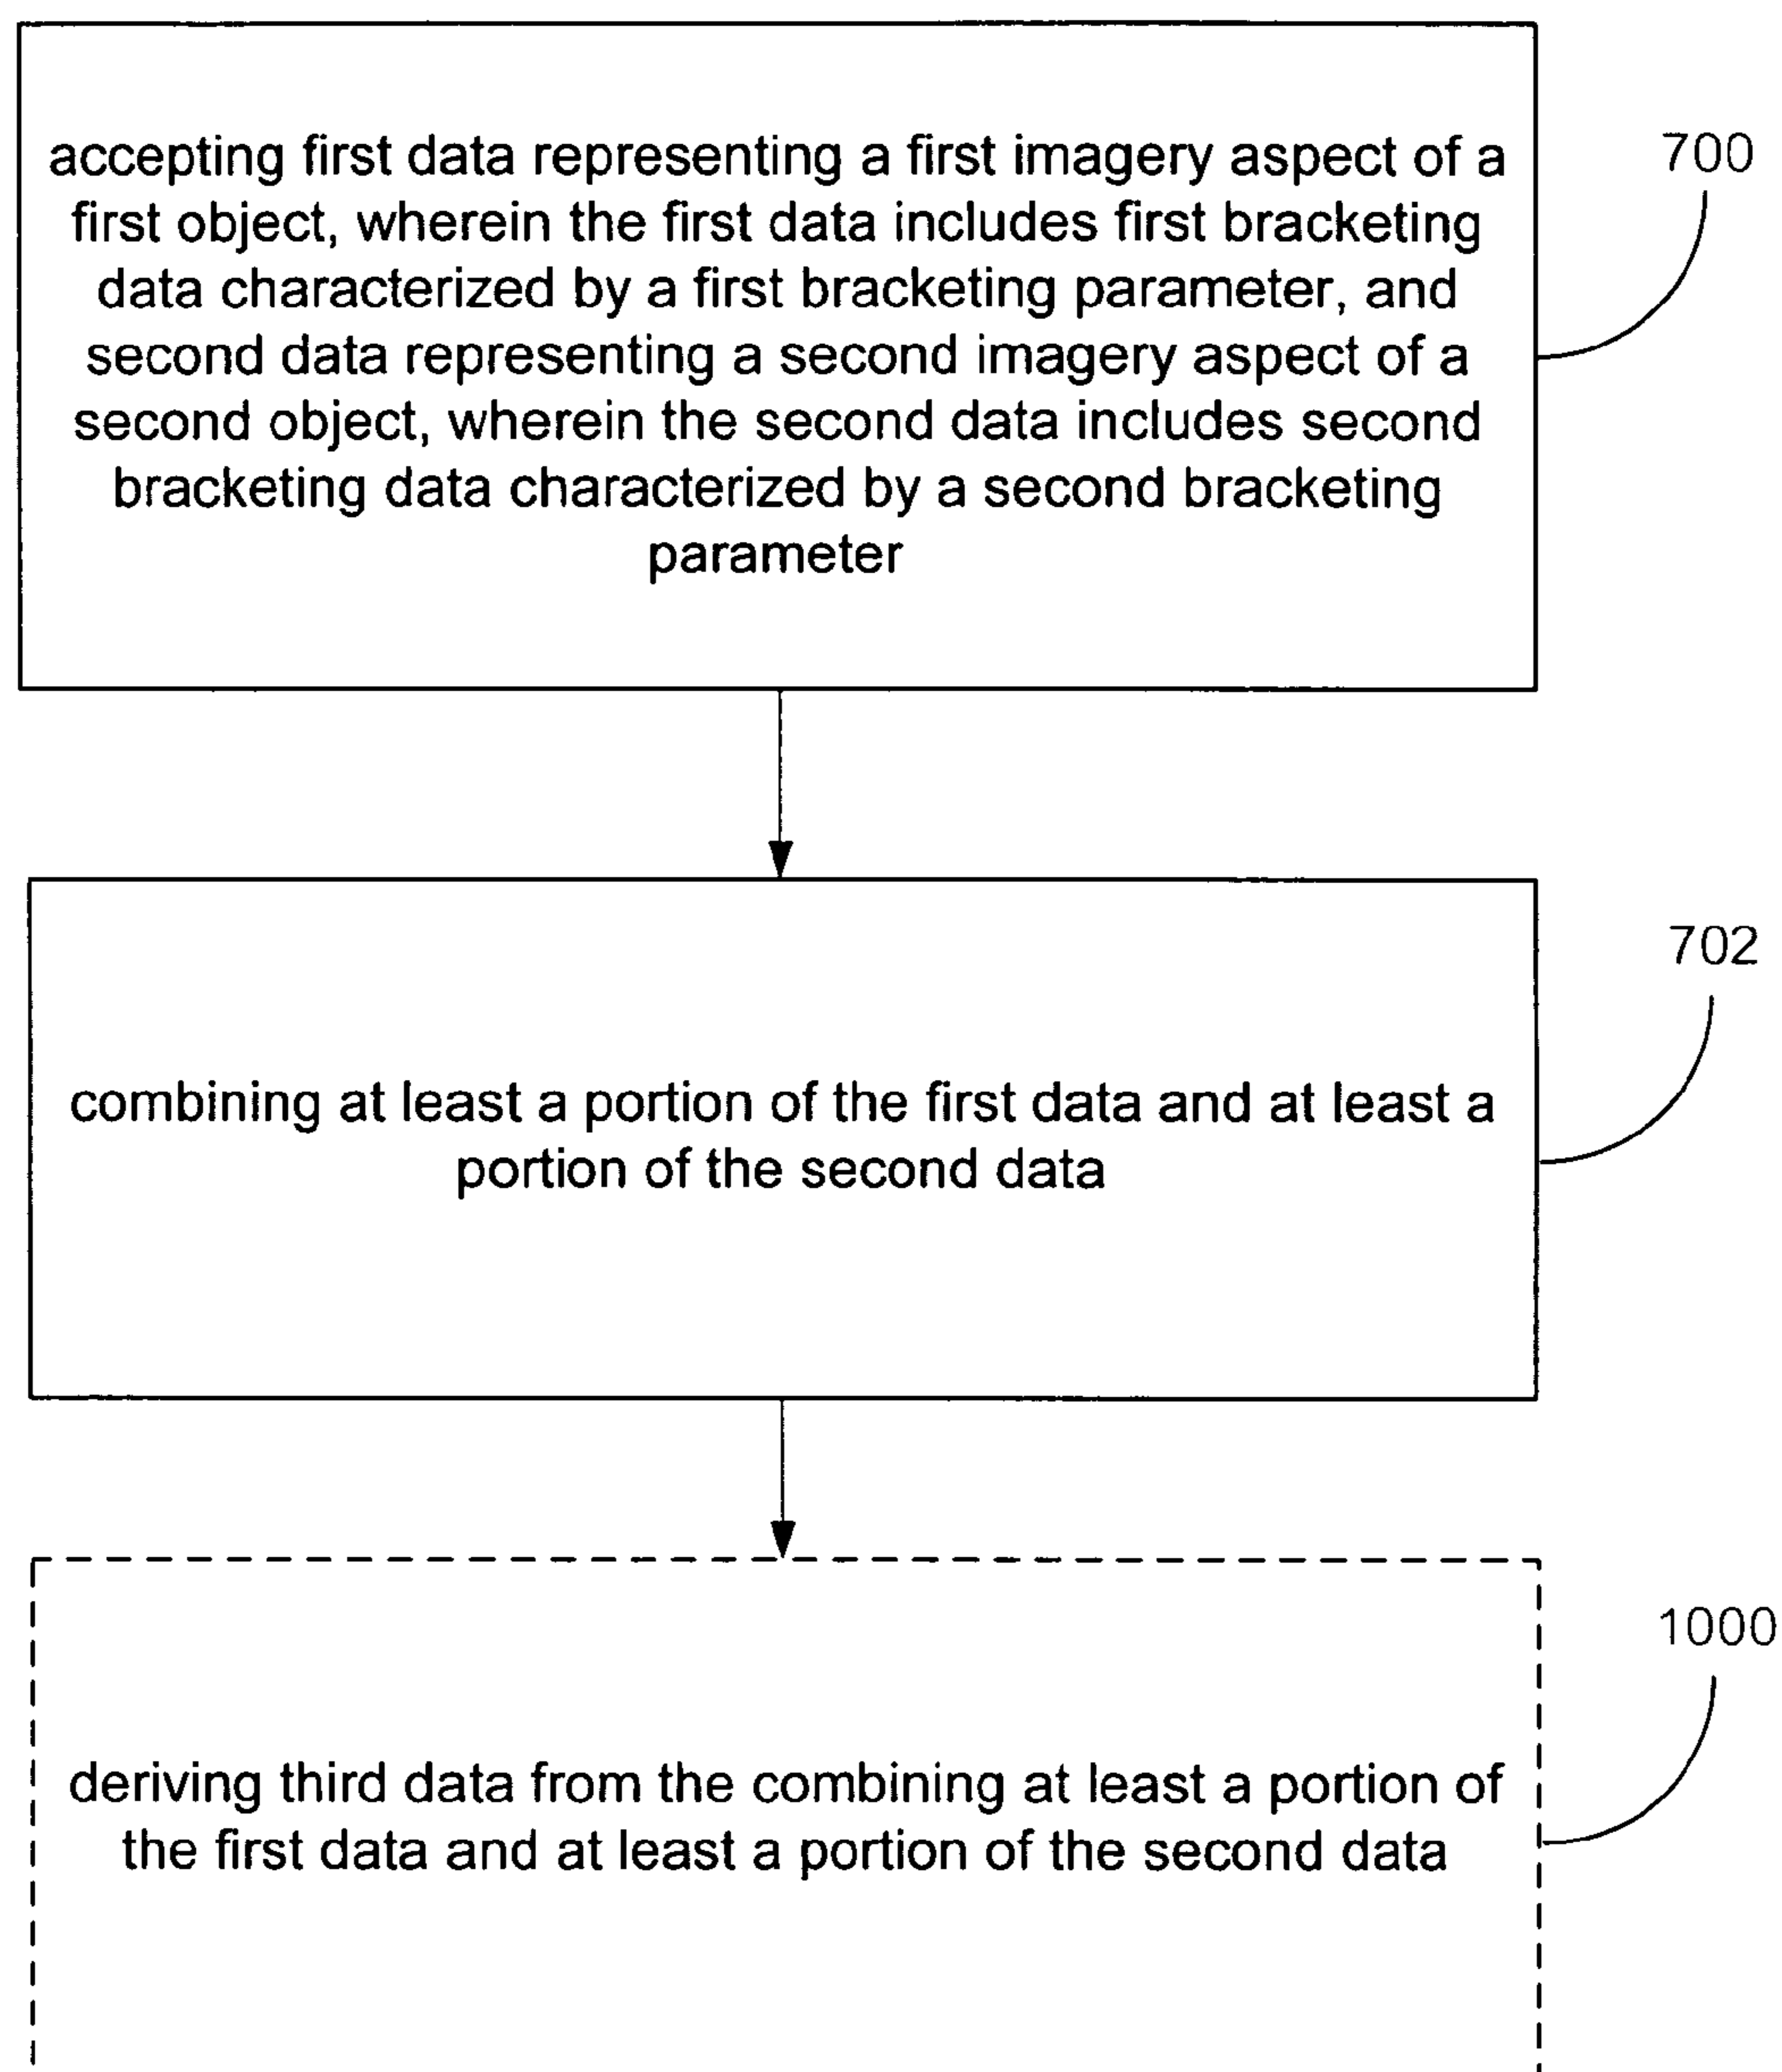 accepting first data representing a first imagery aspect of a
first object, wherein the first data includes first bracketing
data characterized by a first bracketing parameter, and
second data representing a second imagery aspect of a
second object, wherein the second data includes second
bracketing data characterized by a second bracketing
parameter
700
combining at least a portion of the first data and at least a
portion of the second data
702
deriving third data from the combining at least a portion of
the first data and at least a portion of the second data
1000